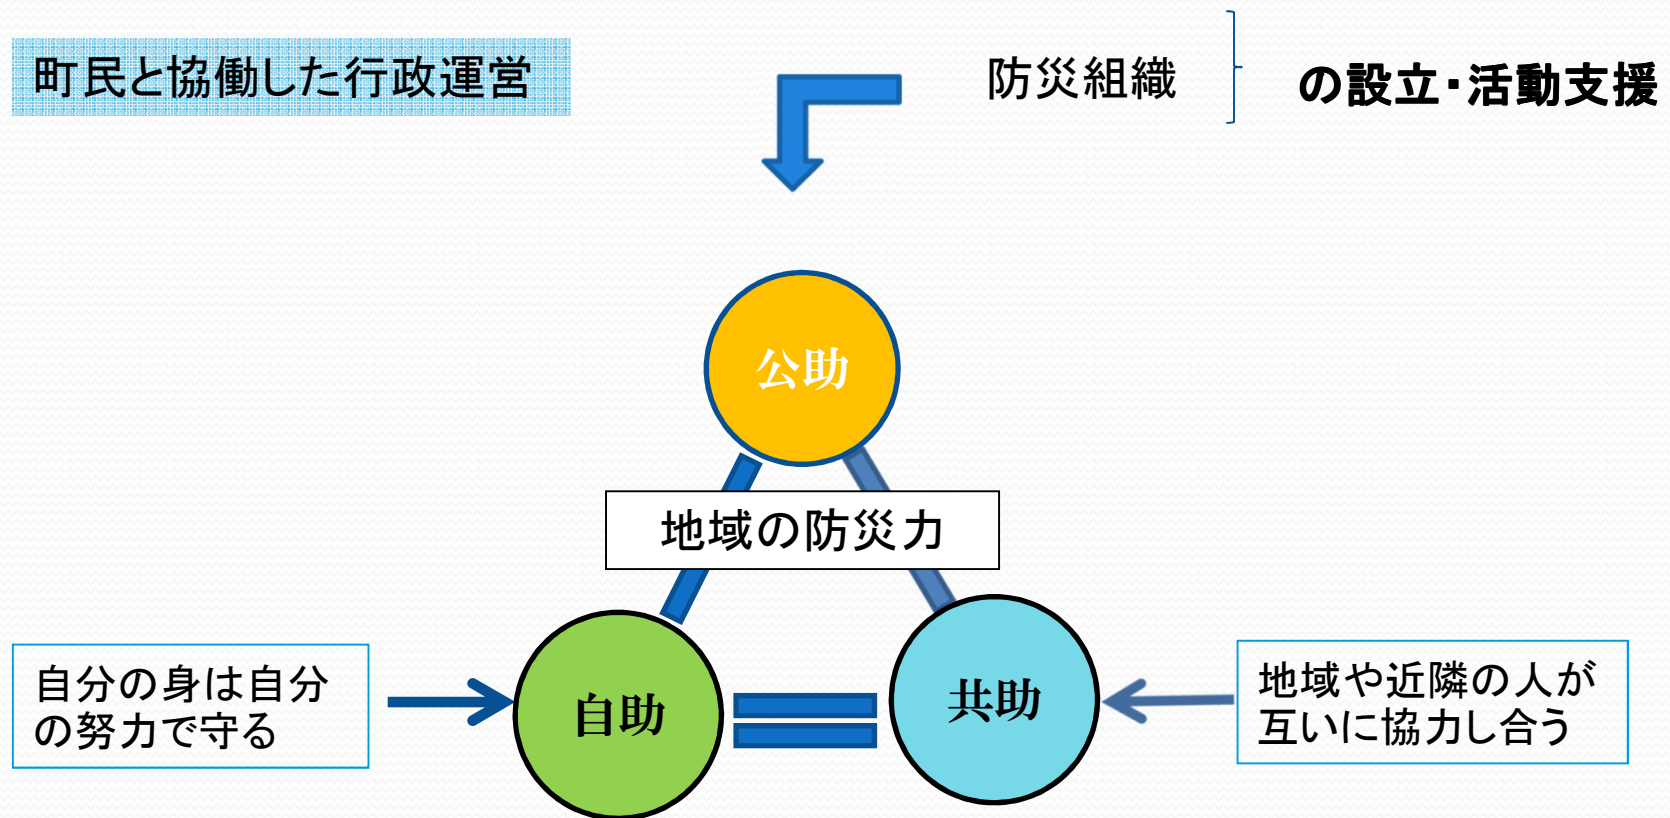 町民と協働した行政運営
防災組織
の設立・活動支援
公助
地域の防災力
自分の身は自分
の努力で守る
自助
共助
地域や近隣の人が
互いに協力し合う